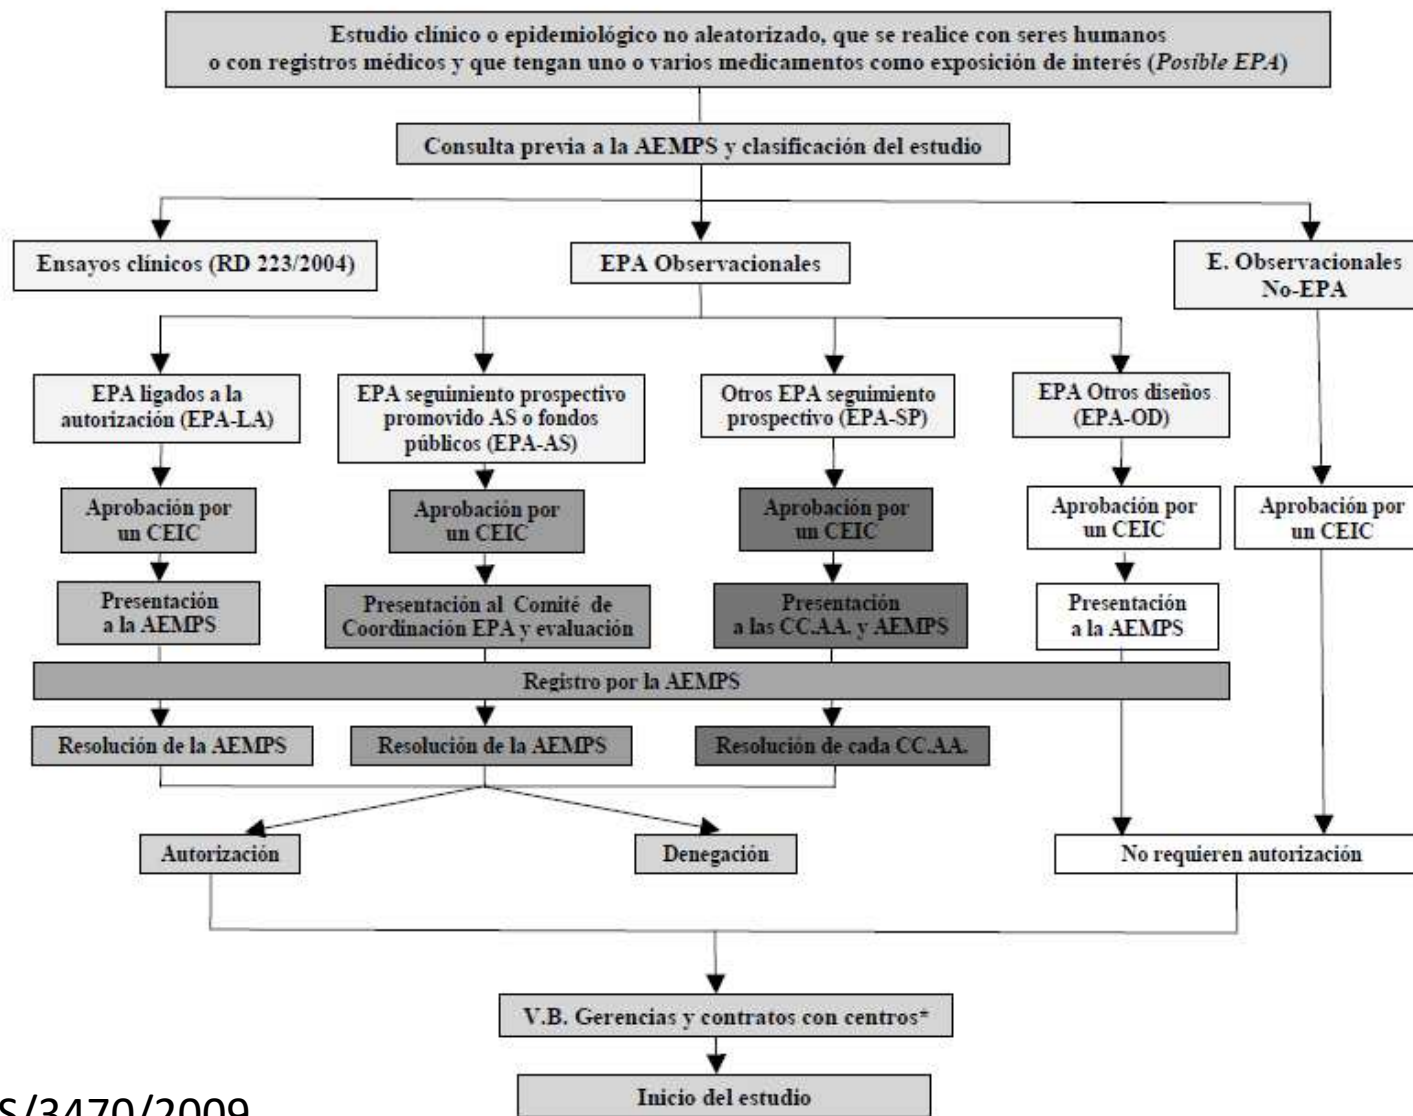 Estudio clínico o epidemiológico no aleatorizado, que se realice con seres humanos
o con registros médicos y que tengan uno o varios medicamentos como exposición de interés (Posible EPA)
Consulta previa a la AEMPS y clasificación del estudio
Ensayos clínicos (RD 223/2004)
EPA Observacionales
E. Observacionales
No-EPA
EPA ligados a la
autorización (EPA-LA)
EPA seguimiento prospectivo
promovido AS o fondos
públicos (EPA-AS)
Otros EPA seguimiento
prospectivo (EPA-SP)
EPA Otros diseños
(EPA-OD)
Aprobación por
un CEIC
Aprobación por
un CEIC
Aprobación por
un CEIC
Aprobación por
un CEIC
Aprobación por
un CEIC
Presentación
a la AEMPS
Presentación al Comité de
Coordinación EPA y evaluación
Presentación
a las CC.AA. y AEMPS
Presentación
a la AEMPS
Registro por la AEMPS
Resolución de la AEMPS
Resolución de la AEMPS
Resolución de cada CC.AA.
Autorización
Denegación
No requieren autorización
V.B. Gerencias y contratos con centros*
Inicio del estudio
S/3470/2009